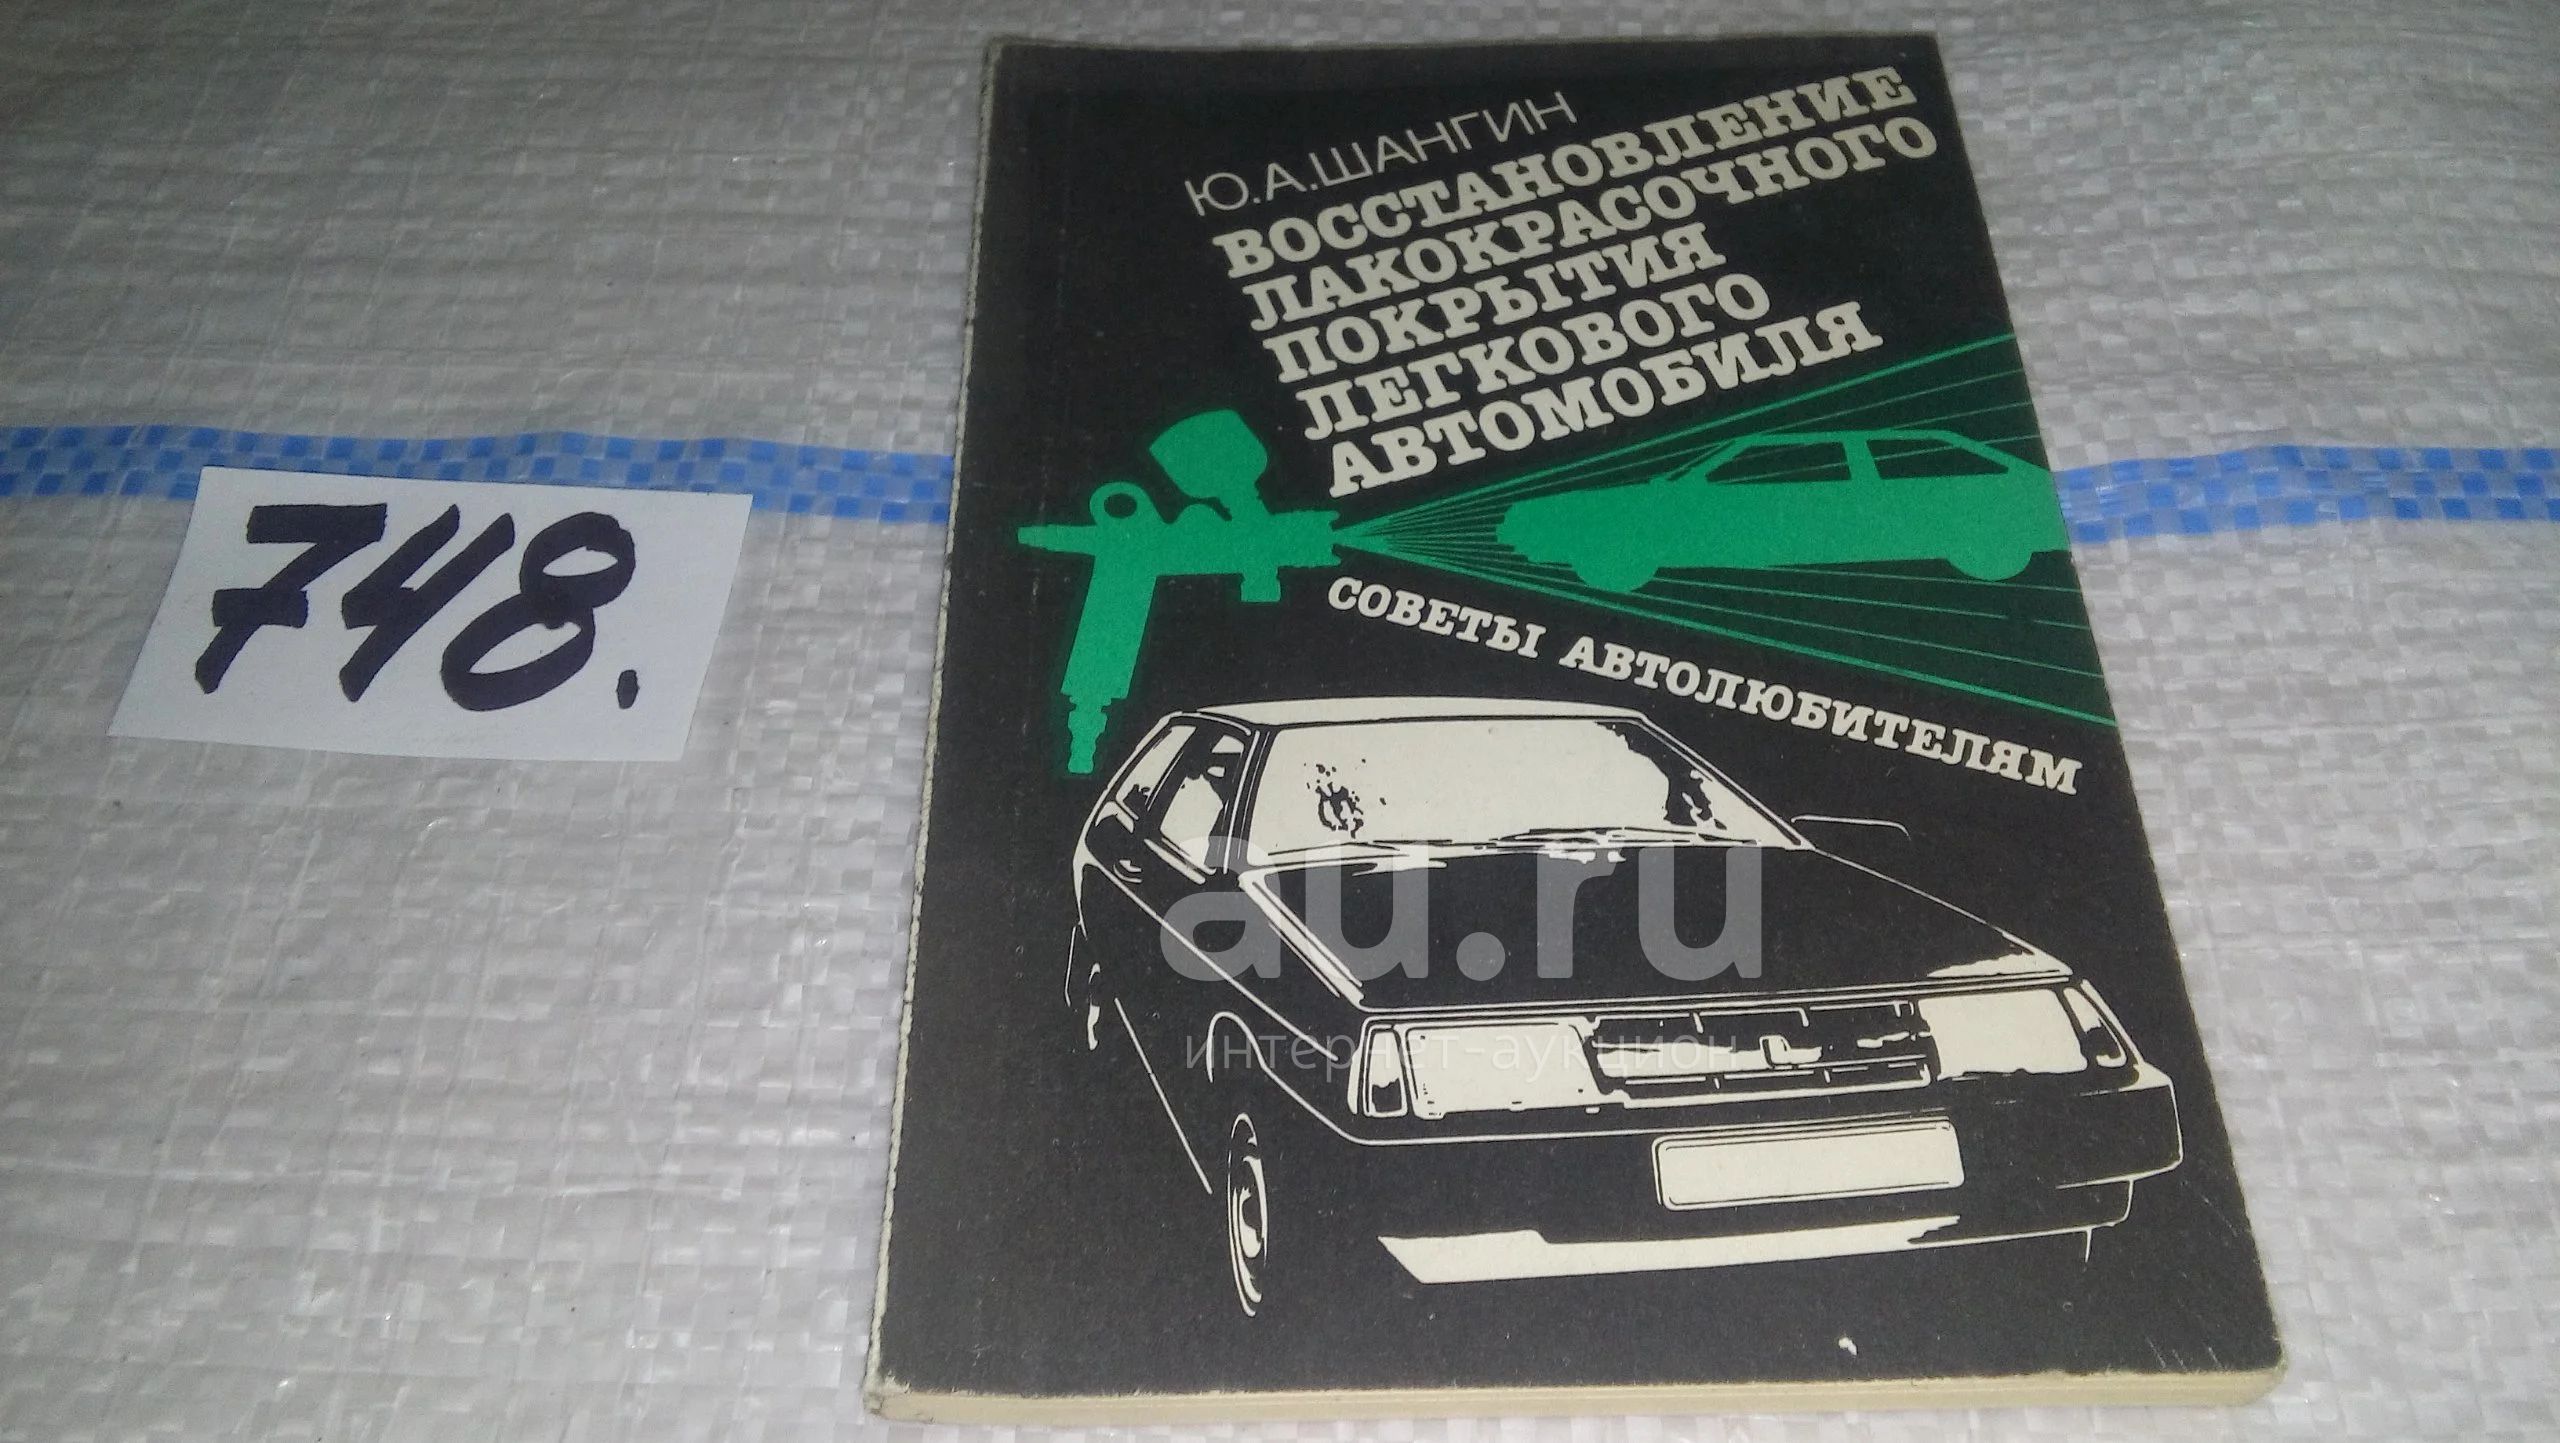 748.
Ю.А.ШАНГИН
ВОССТАНОВЛЕНИЕ
ЛАКОКРАСОЧНОГО
ПОКРЫТИЯ
ЛЕГКОВОГО
АВТОМОБИЛЯ
СОВЕТЫ АВТОЛЮБИТЕЛЯМ
au.ru
интернет-аукцион